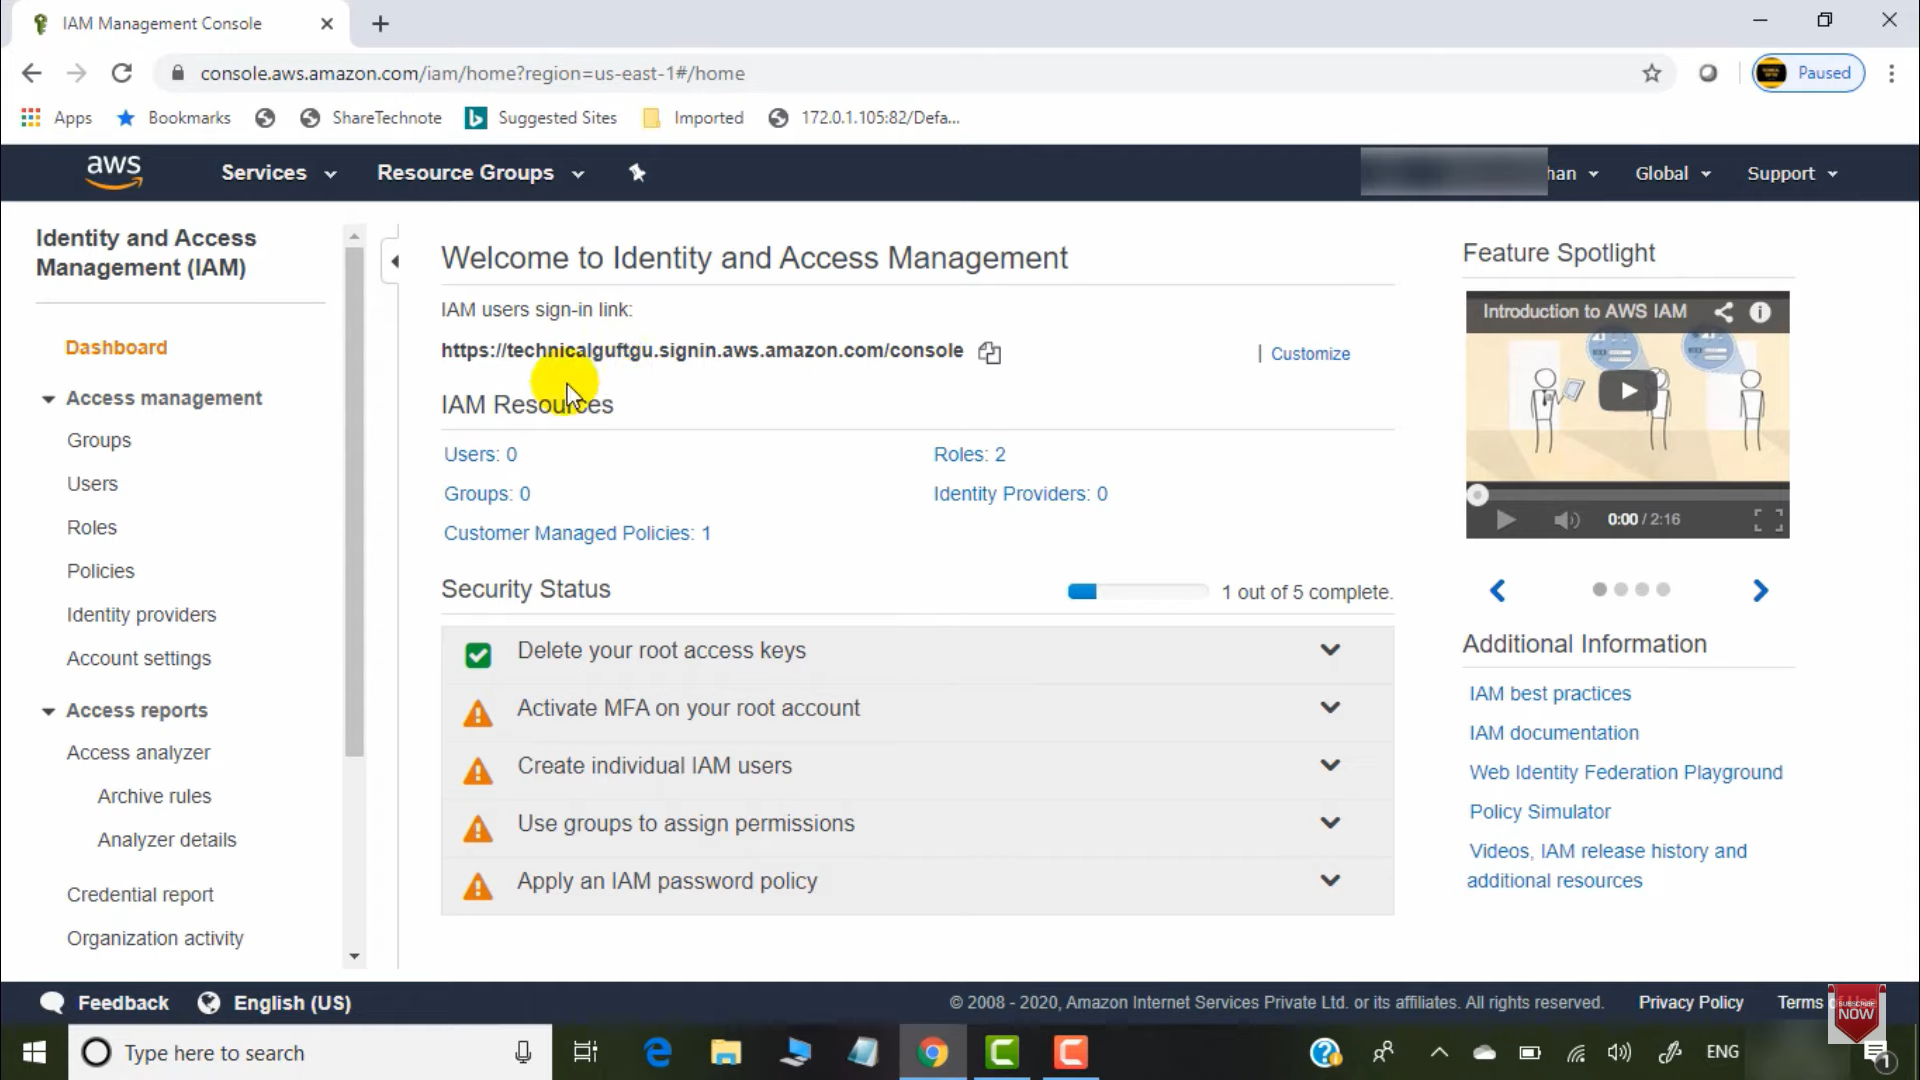 IAM Management Console
console.aws.amazon.com/iam/home?region=us-east-1#/home
Paused
Apps
Bookmarks
ShareTechnote
Suggested Sites
Imported
172.0.1.105:82/Defa...
aws
Services
Resource Groups
han
Global
Support
Identity and Access
Management (IAM)
Dashboard
Access management
Groups
Users
Roles
Policies
Identity providers
Account settings
Access reports
Access analyzer
Archive rules
Analyzer details
Credential report
Organization activity
Welcome to Identity and Access Management
IAM users sign-in link:
https://technicalguftgu.signin.aws.amazon.com/console
| Customize
IAM Resources
Users: 0
Roles: 2
Groups: 0
Identity Providers: 0
Customer Managed Policies: 1
Security Status
1 out of 5 complete.
Delete your root access keys
Activate MFA on your root account
Create individual IAM users
Use groups to assign permissions
Apply an IAM password policy
Feature Spotlight
Introduction to AWS IAM
0:00 / 2:16
Additional Information
IAM best practices
IAM documentation
Web Identity Federation Playground
Policy Simulator
Videos, IAM release history and
additional resources
Feedback
English (US)
© 2008 - 2020, Amazon Internet Services Private Ltd. or its affiliates. All rights reserved.
Privacy Policy
Terms
SUBSCRIBE
NOW
Type here to search
ENG
1